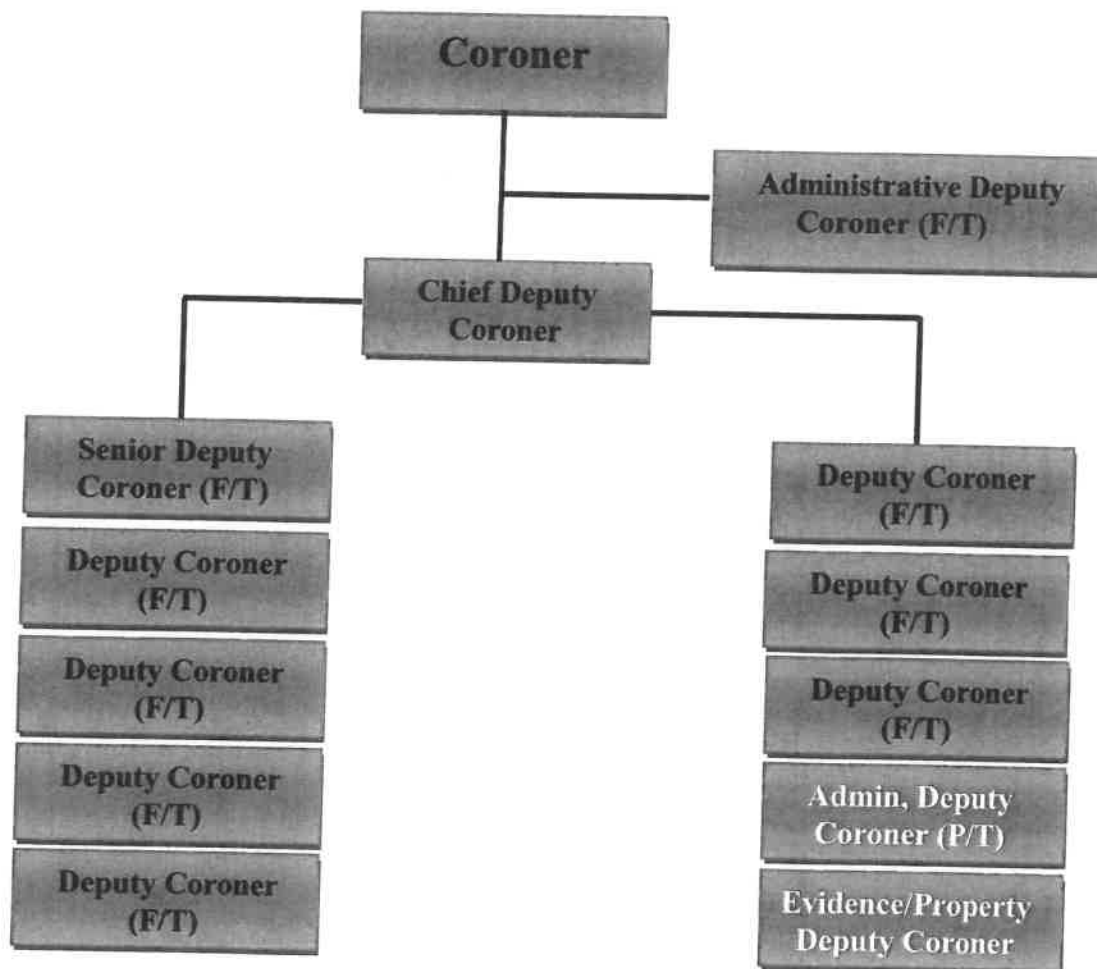 Coroner
Administrative Deputy
Coroner (F/T)
Chief Deputy
Coroner
Senior Deputy
Coroner (F/T)
Deputy Coroner
(F/T)
Deputy Coroner
(F/T)
Deputy Coroner
(F/T)
Deputy Coroner
(F/T)
Deputy Coroner
(F/T)
Deputy Coroner
(F/T)
Deputy Coroner
(F/T)
Admin, Deputy
Coroner (P/T)
Evidence/Property
Deputy Coroner